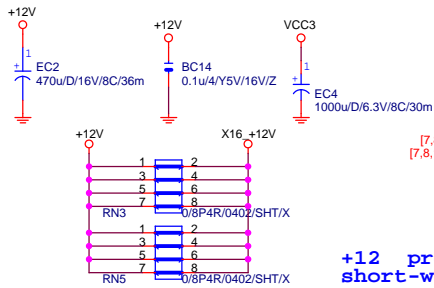 +12V
+12V
VCC3
1
EC2
470u/D/16V/8C/36m
BC14
0.1u/4/Y5V/16V/Z
1
EC4
1000u/D/6.3V/8C/30m
+12V
X16_+12V
[7,
[7,8,
1 2
3 4
5 6
7 8
RN3
0/8P4R/0402/SHT/X
1 2
3 4
5 6
7 8
RN5
0/8P4R/0402/SHT/X
+12 pr
short-w